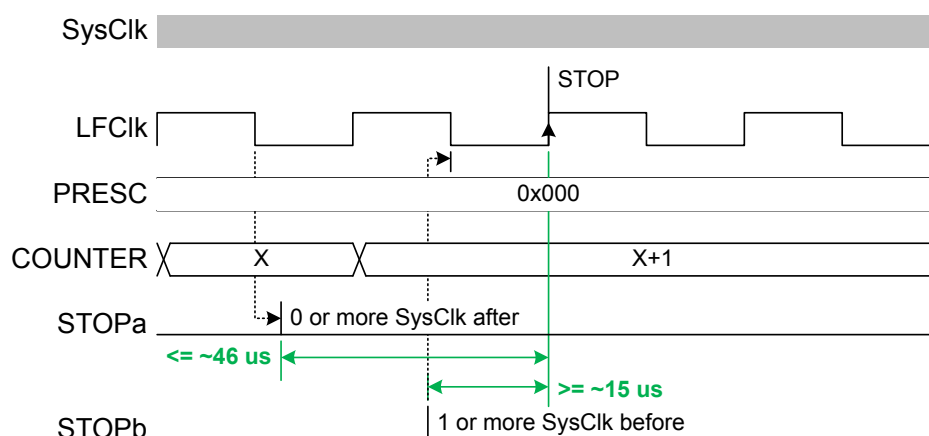 SysClk
STOP
LFClk
PRESC
0x000
COUNTER
X
X+1
STOPa
0 or more SysClk after
<= ~46 us
>= ~15 us
STOPb
1 or more SysClk before